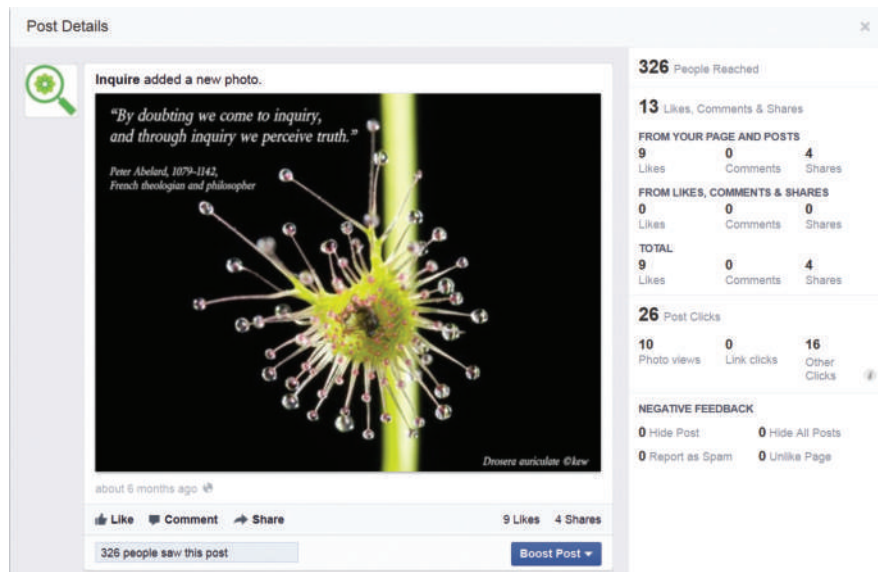 Post Details
Inquire added a new photo.
"By doubting we come to inquiry,
and through inquiry we perceive truth."
Peter Abelard, 1079–1142,
French theologian and philosopher
Drosera auriculate ©kew
about 6 months ago
Like Comment Share 9 Likes 4 Shares
326 people saw this post Boost Post
326 People Reached
13 Likes, Comments & Shares
FROM YOUR PAGE AND POSTS
9 0 4
Likes Comments Shares
FROM LIKES, COMMENTS & SHARES
0 0 0
Likes Comments Shares
TOTAL
9 0 4
Likes Comments Shares
26 Post Clicks
10 0 16
Photo views Link clicks Other
Clicks
NEGATIVE FEEDBACK
0 Hide Post 0 Hide All Posts
0 Report as Spam 0 Unlike Page